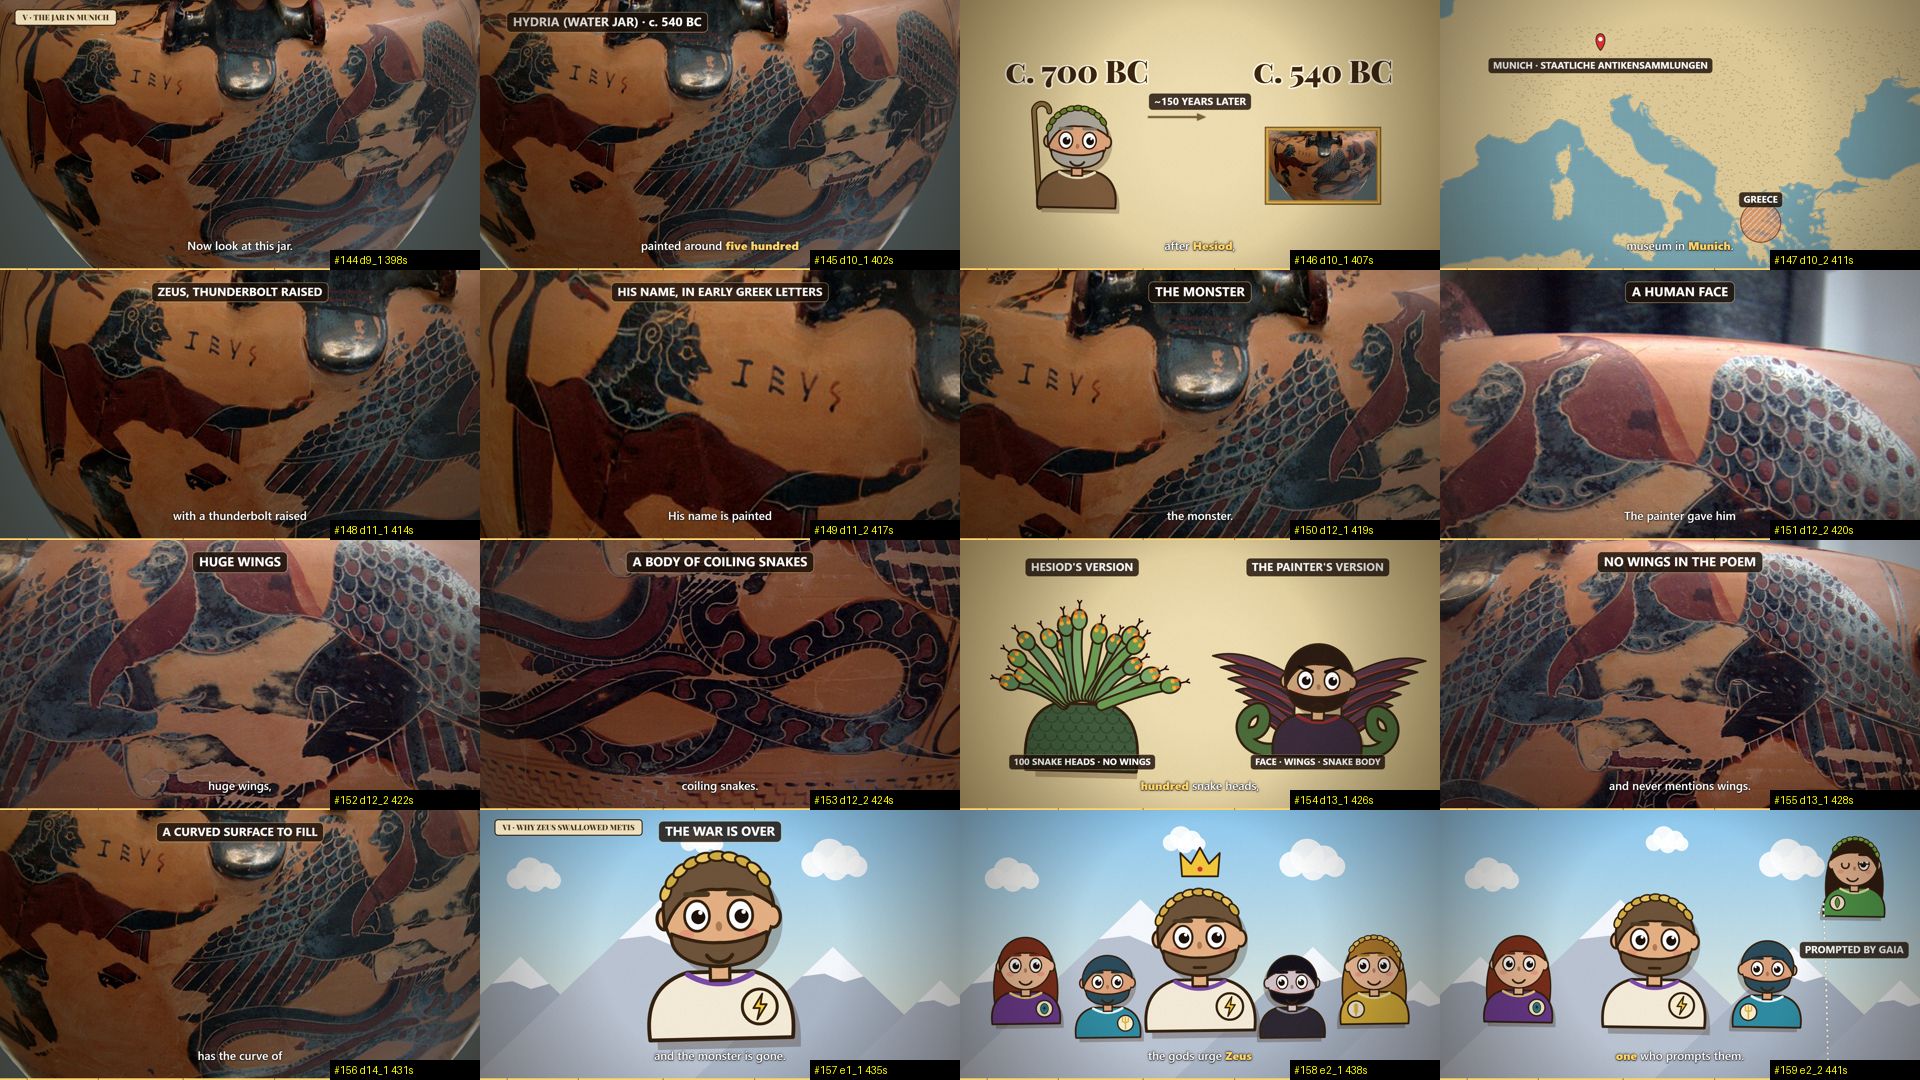 V · THE JAR IN MUNICH
IEVS
Now look at this jar.
#144 d9_1 398s
HYDRIA (WATER JAR) · c. 540 BC
IEVS
painted around five hundred
#145 d10_1 402s
C. 700 BC
C. 540 BC
~150 YEARS LATER
after Hesiod,
#146 d10_1 407s
MUNICH · STAATLICHE ANTIKENSAMMLUNGEN
GREECE
museum in Munich.
#147 d10_2 411s
ZEUS, THUNDERBOLT RAISED
IEVS
with a thunderbolt raised
#148 d11_1 414s
HIS NAME, IN EARLY GREEK LETTERS
IEVS
His name is painted
#149 d11_2 417s
THE MONSTER
IEVS
the monster.
#150 d12_1 419s
A HUMAN FACE
The painter gave him
#151 d12_2 420s
HUGE WINGS
huge wings,
#152 d12_2 422s
A BODY OF COILING SNAKES
coiling snakes.
#153 d12_2 424s
HESIOD'S VERSION
THE PAINTER'S VERSION
100 SNAKE HEADS · NO WINGS
FACE · WINGS · SNAKE BODY
hundred snake heads,
#154 d13_1 426s
NO WINGS IN THE POEM
and never mentions wings.
#155 d13_1 428s
A CURVED SURFACE TO FILL
IEVS
has the curve of
#156 d14_1 431s
VI · WHY ZEUS SWALLOWED METIS
THE WAR IS OVER
and the monster is gone.
#157 e1_1 435s
the gods urge Zeus
#158 e2_1 438s
PROMPTED BY GAIA
one who prompts them.
#159 e2_2 441s